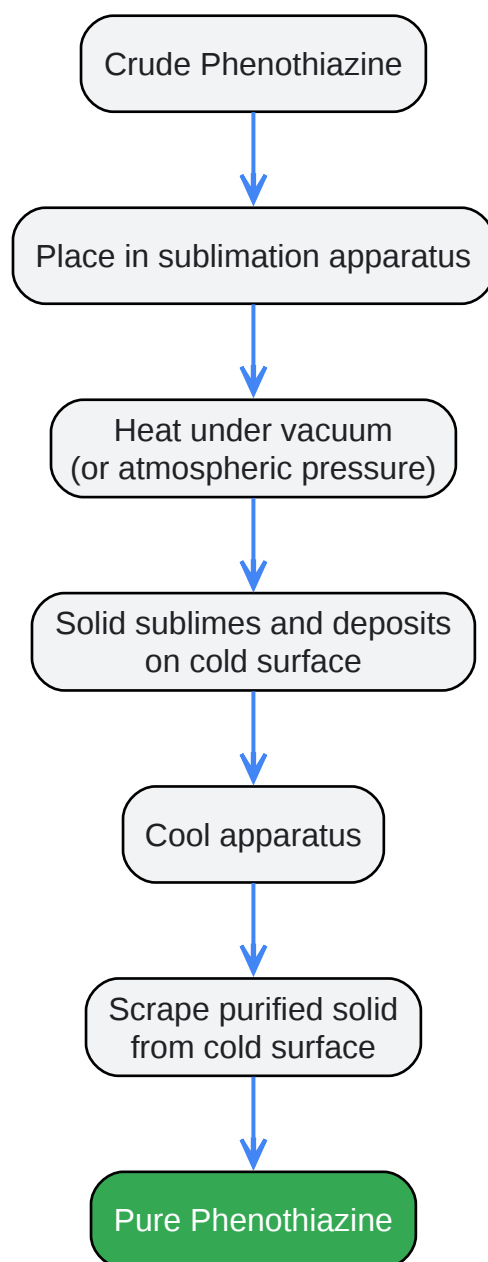 Crude Phenothiazine
Place in sublimation apparatus
Heat under vacuum
(or atmospheric pressure)
Solid sublimes and deposits
on cold surface
Cool apparatus
Scrape purified solid
from cold surface
Pure Phenothiazine